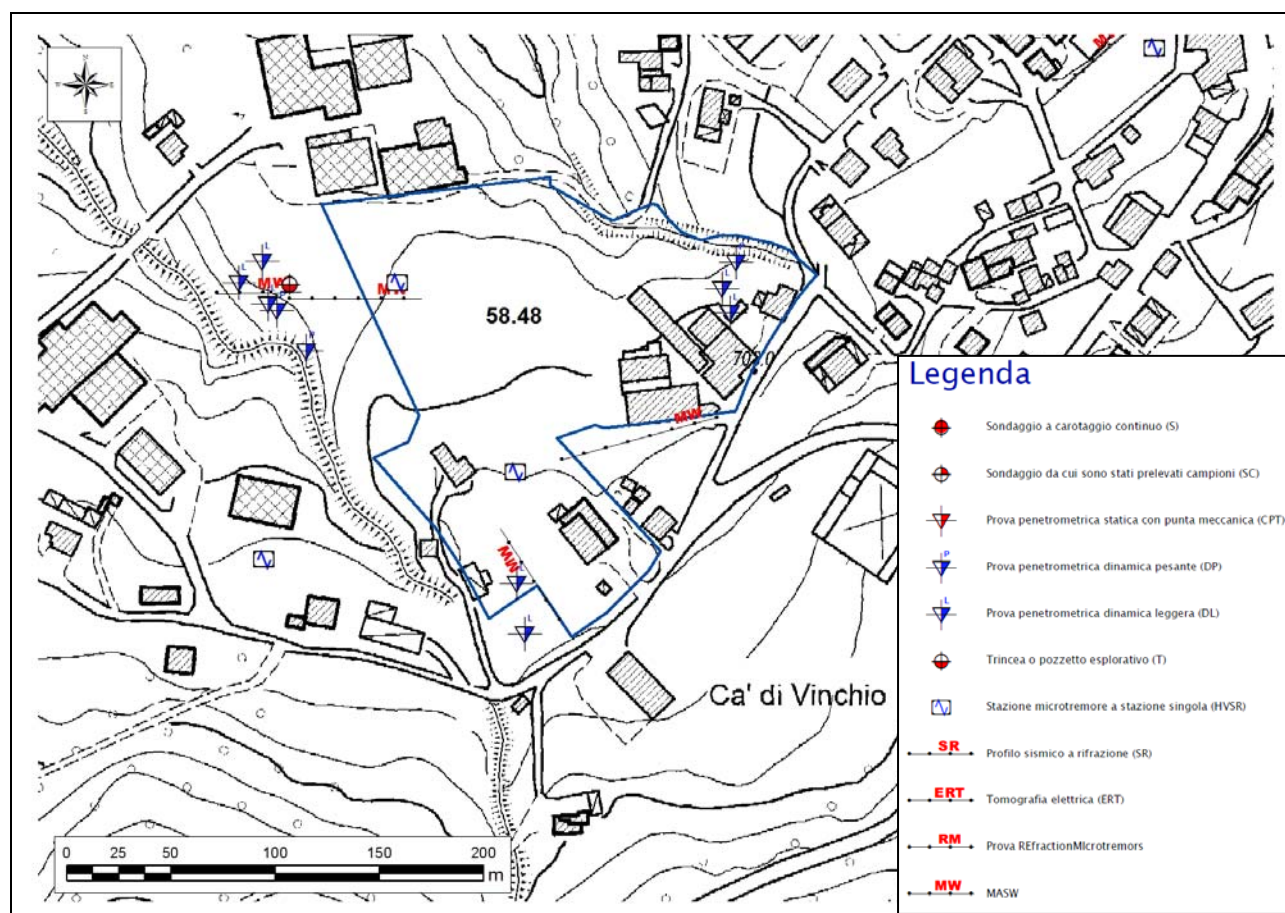 MW
L
L
MW
MW
L
P
58.48
L
L
MW
MW
L
Ca' di Vinchio
0 25 50 100 150 200
m
Legenda
Sondaggio a carotaggio continuo (S)
Sondaggio da cui sono stati prelevati campioni (SC)
Prova penetrometrica statica con punta meccanica (CPT)
P
Prova penetrometrica dinamica pesante (DP)
L
Prova penetrometrica dinamica leggera (DL)
Trincea o pozzetto esplorativo (T)
Stazione microtremore a stazione singola (HVSR)
SR
Profilo sismico a rifrazione (SR)
ERT
Tomografia elettrica (ERT)
RM
Prova REfractionMIcrotremors
MW
MASW